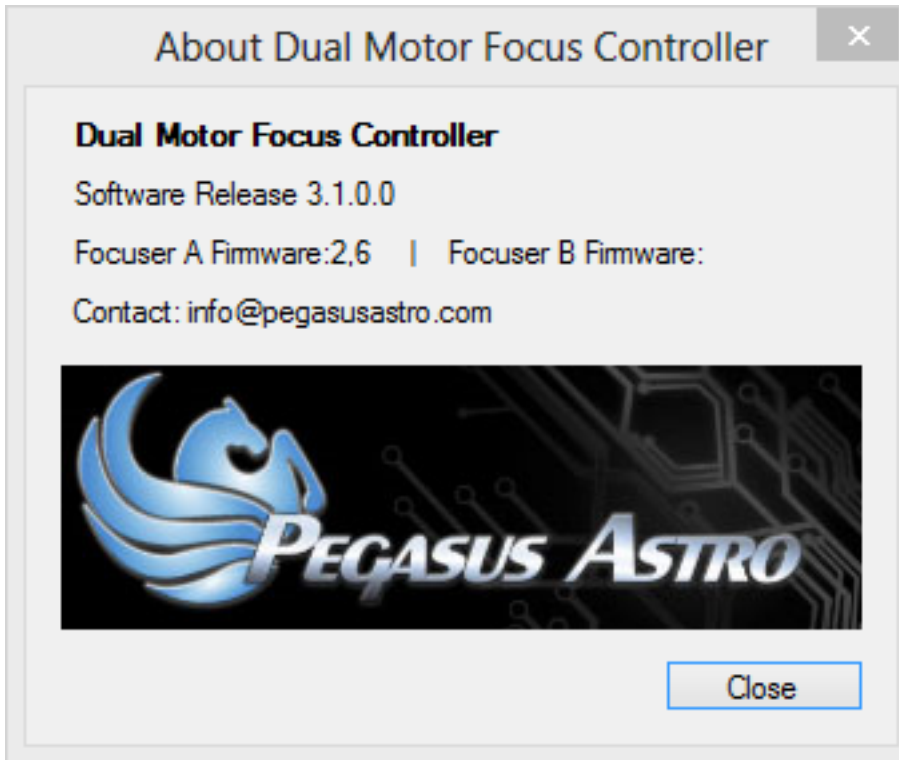 About Dual Motor Focus Controller
Dual Motor Focus Controller
Software Release 3.1.0.0
Focuser A Firmware:2,6 | Focuser B Firmware:
Contact: info@pegasusastro.com
PEGASUS ASTRO
Close